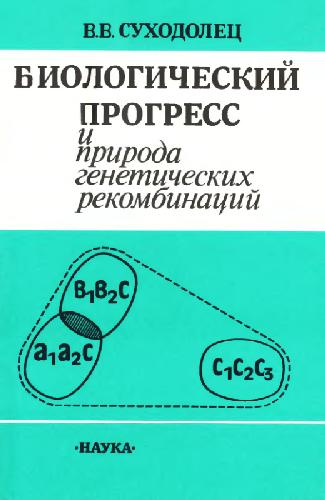 В.В. СУХОДОЛЕЦ
БИОЛОГИЧЕСКИЙ
ПРОГРЕСС
и
природа
генетических
рекомбинаций
B₁B₂C
a₁a₂c
C₁C₂C₃
·НАУКА·